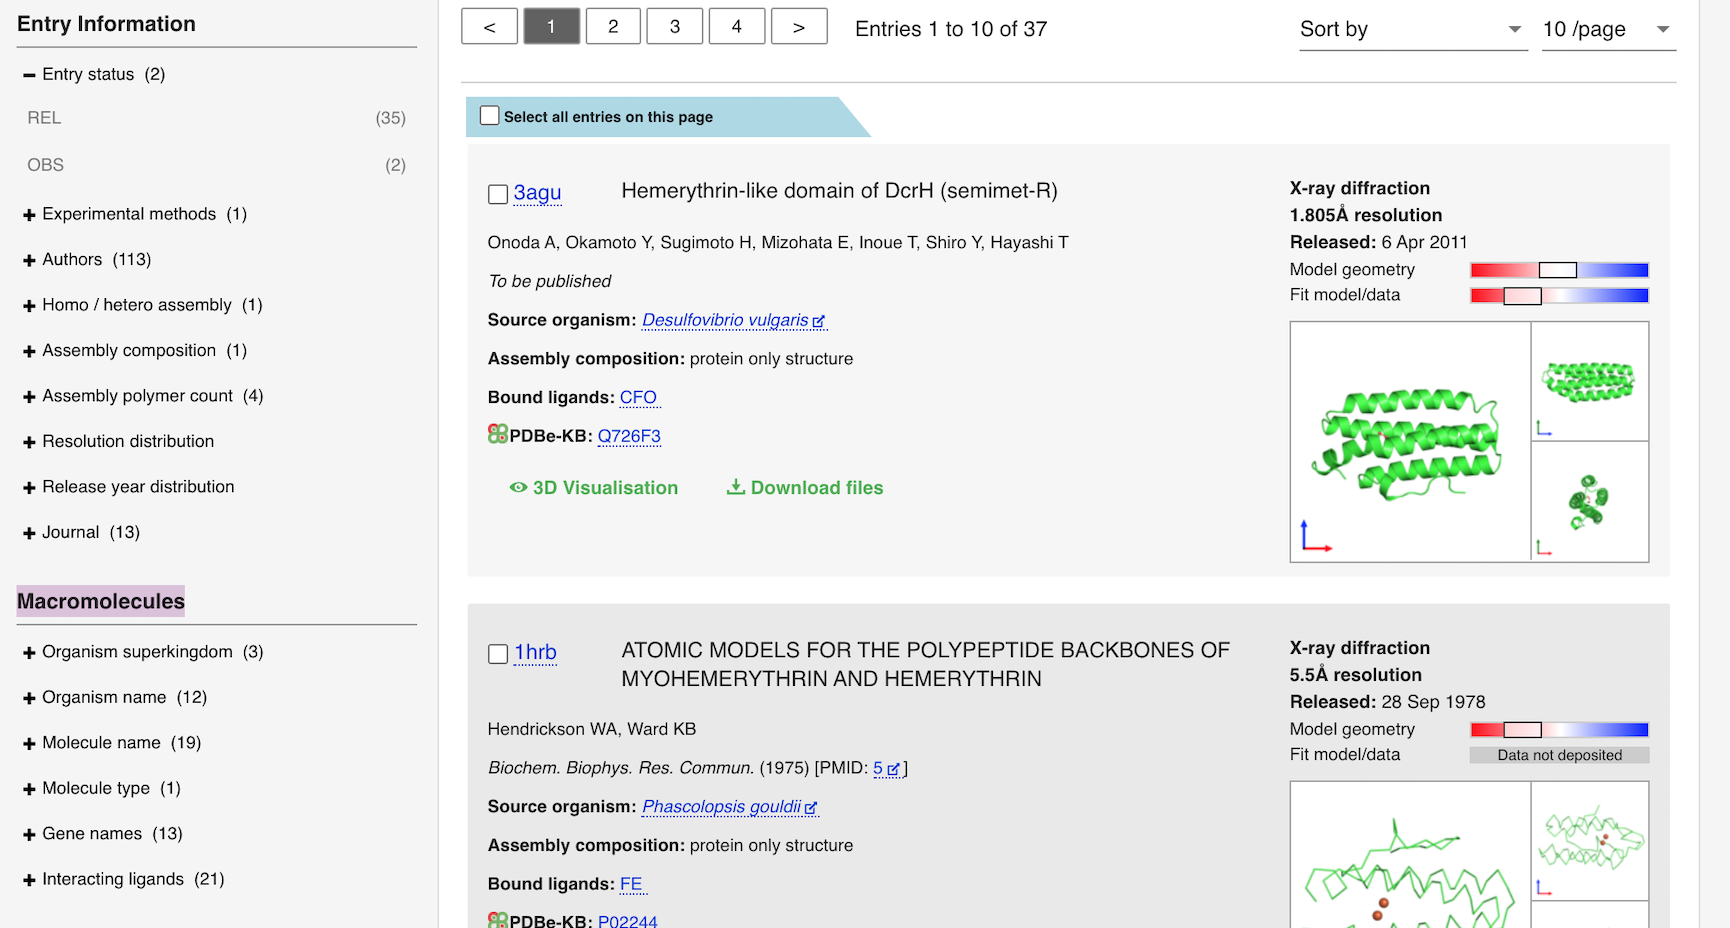 Entry Information
Entry status (2)
REL (35)
OBS (2)
Experimental methods (1)
Authors (113)
Homo / hetero assembly (1)
Assembly composition (1)
Assembly polymer count (4)
Resolution distribution
Release year distribution
Journal (13)
Macromolecules
Organism superkingdom (3)
Organism name (12)
Molecule name (19)
Molecule type (1)
Gene names (13)
Interacting ligands (21)
< 1 2 3 4 > Entries 1 to 10 of 37 Sort by 10 /page
Select all entries on this page
3agu Hemerythrin-like domain of DcrH (semimet-R)
Onoda A, Okamoto Y, Sugimoto H, Mizohata E, Inoue T, Shiro Y, Hayashi T
To be published
Source organism: Desulfovibrio vulgaris
Assembly composition: protein only structure
Bound ligands: CFO
PDBe-KB: Q726F3
3D Visualisation Download files
X-ray diffraction
1.805Å resolution
Released: 6 Apr 2011
Model geometry
Fit model/data
1hrb ATOMIC MODELS FOR THE POLYPEPTIDE BACKBONES OF
MYOHEMERYTHRIN AND HEMERYTHRIN
Hendrickson WA, Ward KB
Biochem. Biophys. Res. Commun. (1975) [PMID: 5 ]
Source organism: Phascolopsis gouldii
Assembly composition: protein only structure
Bound ligands: FE
PDBe-KB: P02244
X-ray diffraction
5.5Å resolution
Released: 28 Sep 1978
Model geometry
Fit model/data Data not deposited